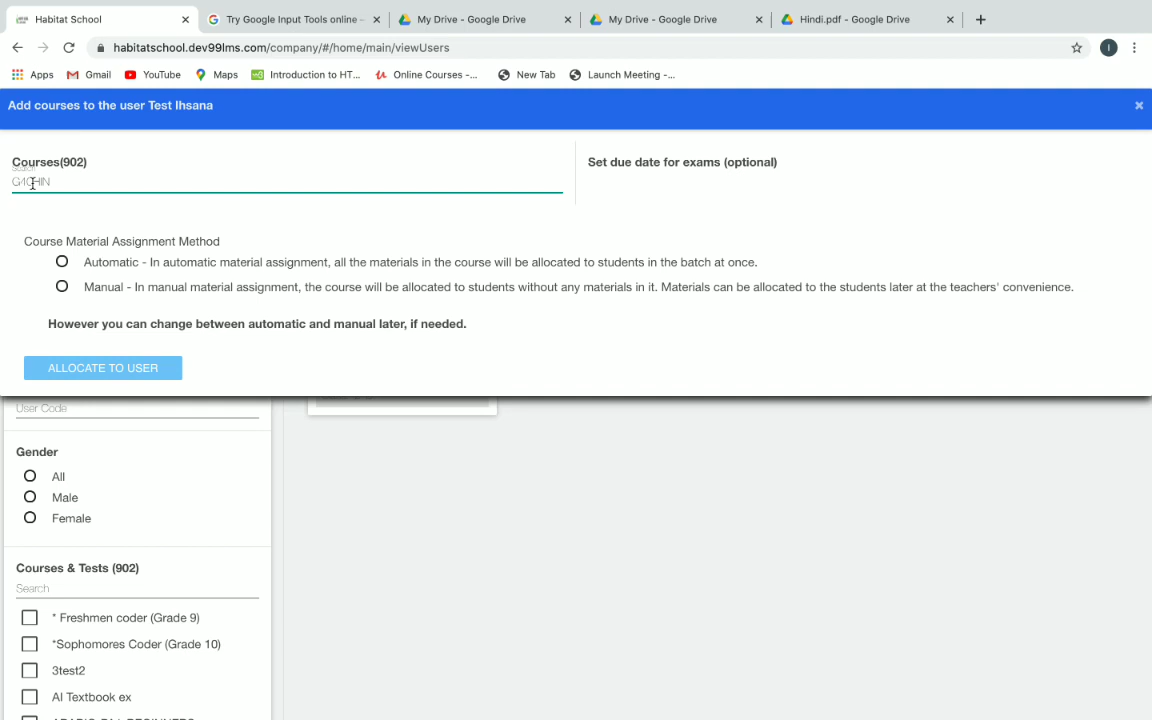 Habitat School
Try Google Input Tools online –
My Drive - Google Drive
My Drive - Google Drive
Hindi.pdf - Google Drive
habitatschool.dev99lms.com/company/#/home/main/viewUsers
I
Apps
Gmail
YouTube
Maps
Introduction to HT...
Online Courses -...
New Tab
Launch Meeting -...
Add courses to the user Test Ihsana
Courses(902)
Search
Set due date for exams (optional)
Course Material Assignment Method
Automatic - In automatic material assignment, all the materials in the course will be allocated to students in the batch at once.
Manual - In manual material assignment, the course will be allocated to students without any materials in it. Materials can be allocated to the students later at the teachers' convenience.
However you can change between automatic and manual later, if needed.
ALLOCATE TO USER
User Code
Gender
All
Male
Female
Courses & Tests (902)
Search
* Freshmen coder (Grade 9)
*Sophomores Coder (Grade 10)
3test2
AI Textbook ex